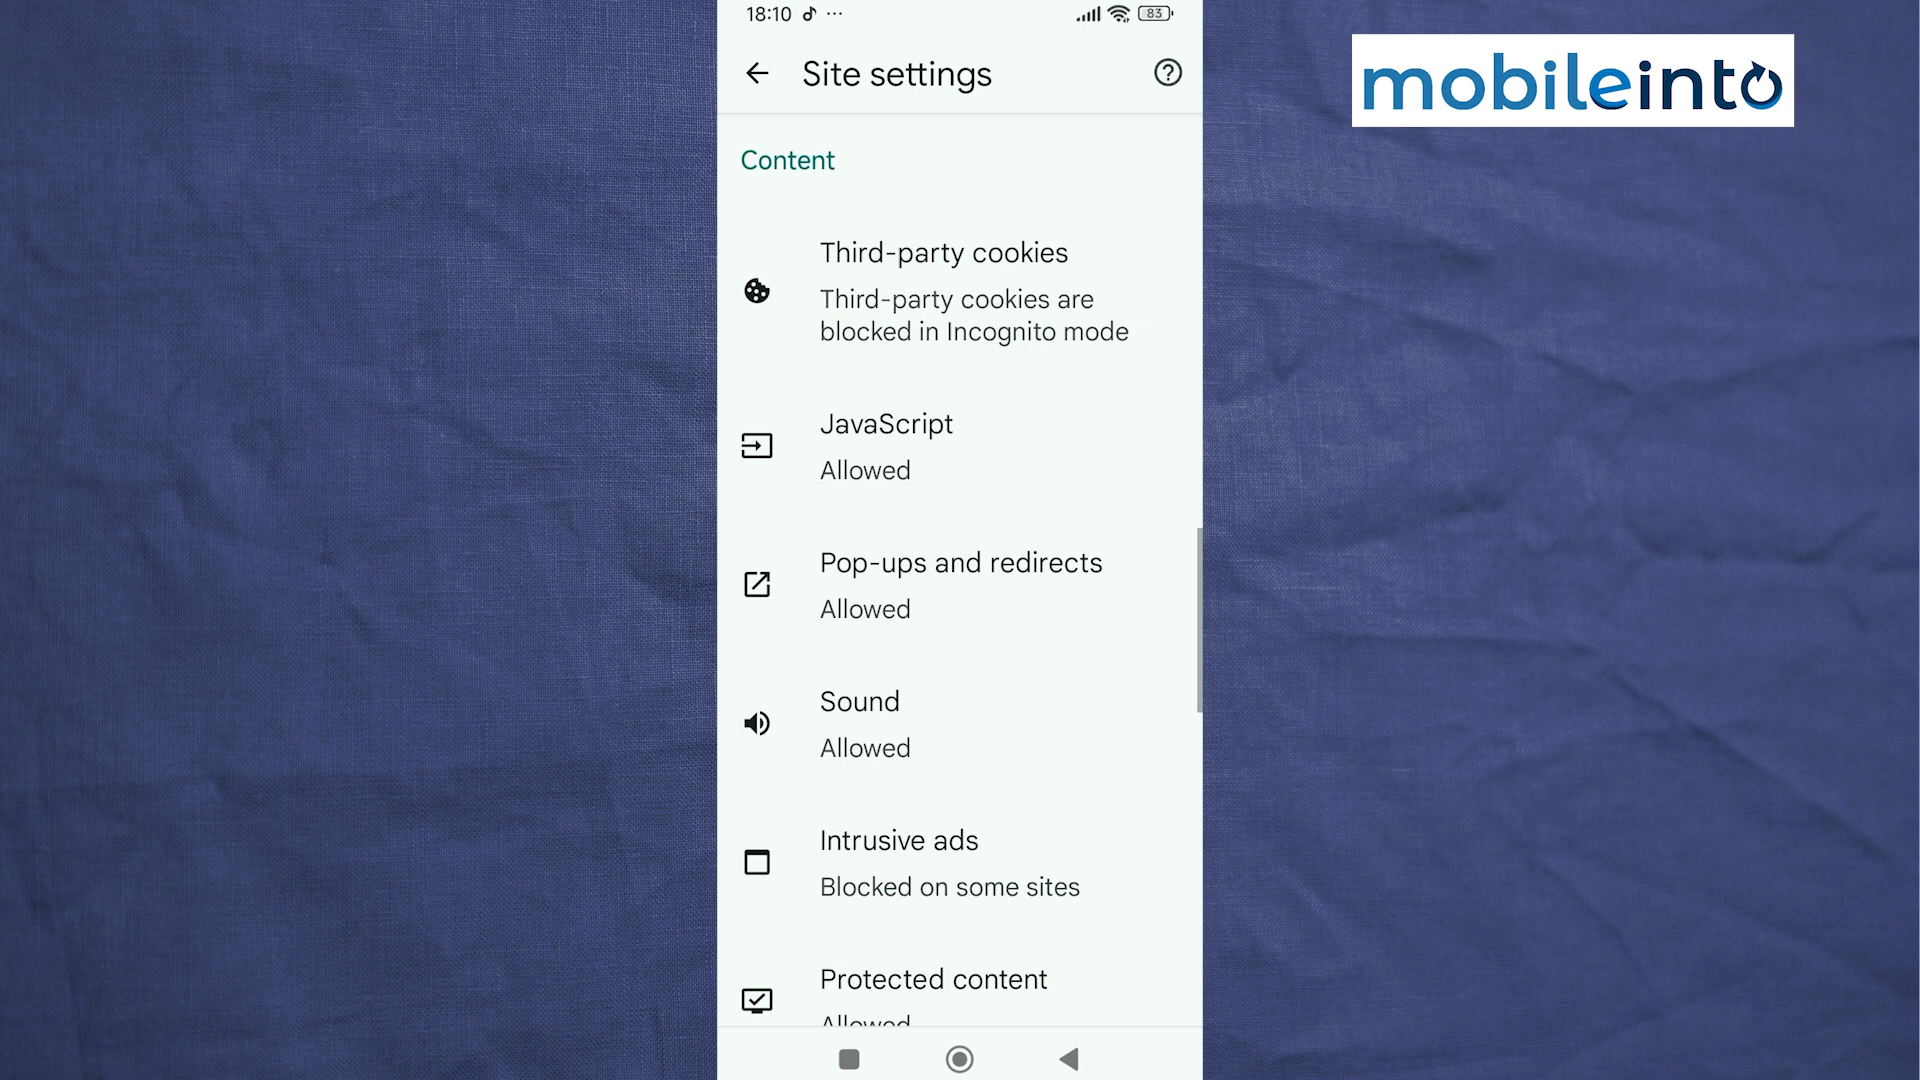 18:10
83
mobileinto
Site settings
Content
Third-party cookies
Third-party cookies are
blocked in Incognito mode
JavaScript
Allowed
Pop-ups and redirects
Allowed
Sound
Allowed
Intrusive ads
Blocked on some sites
Protected content
Allowed